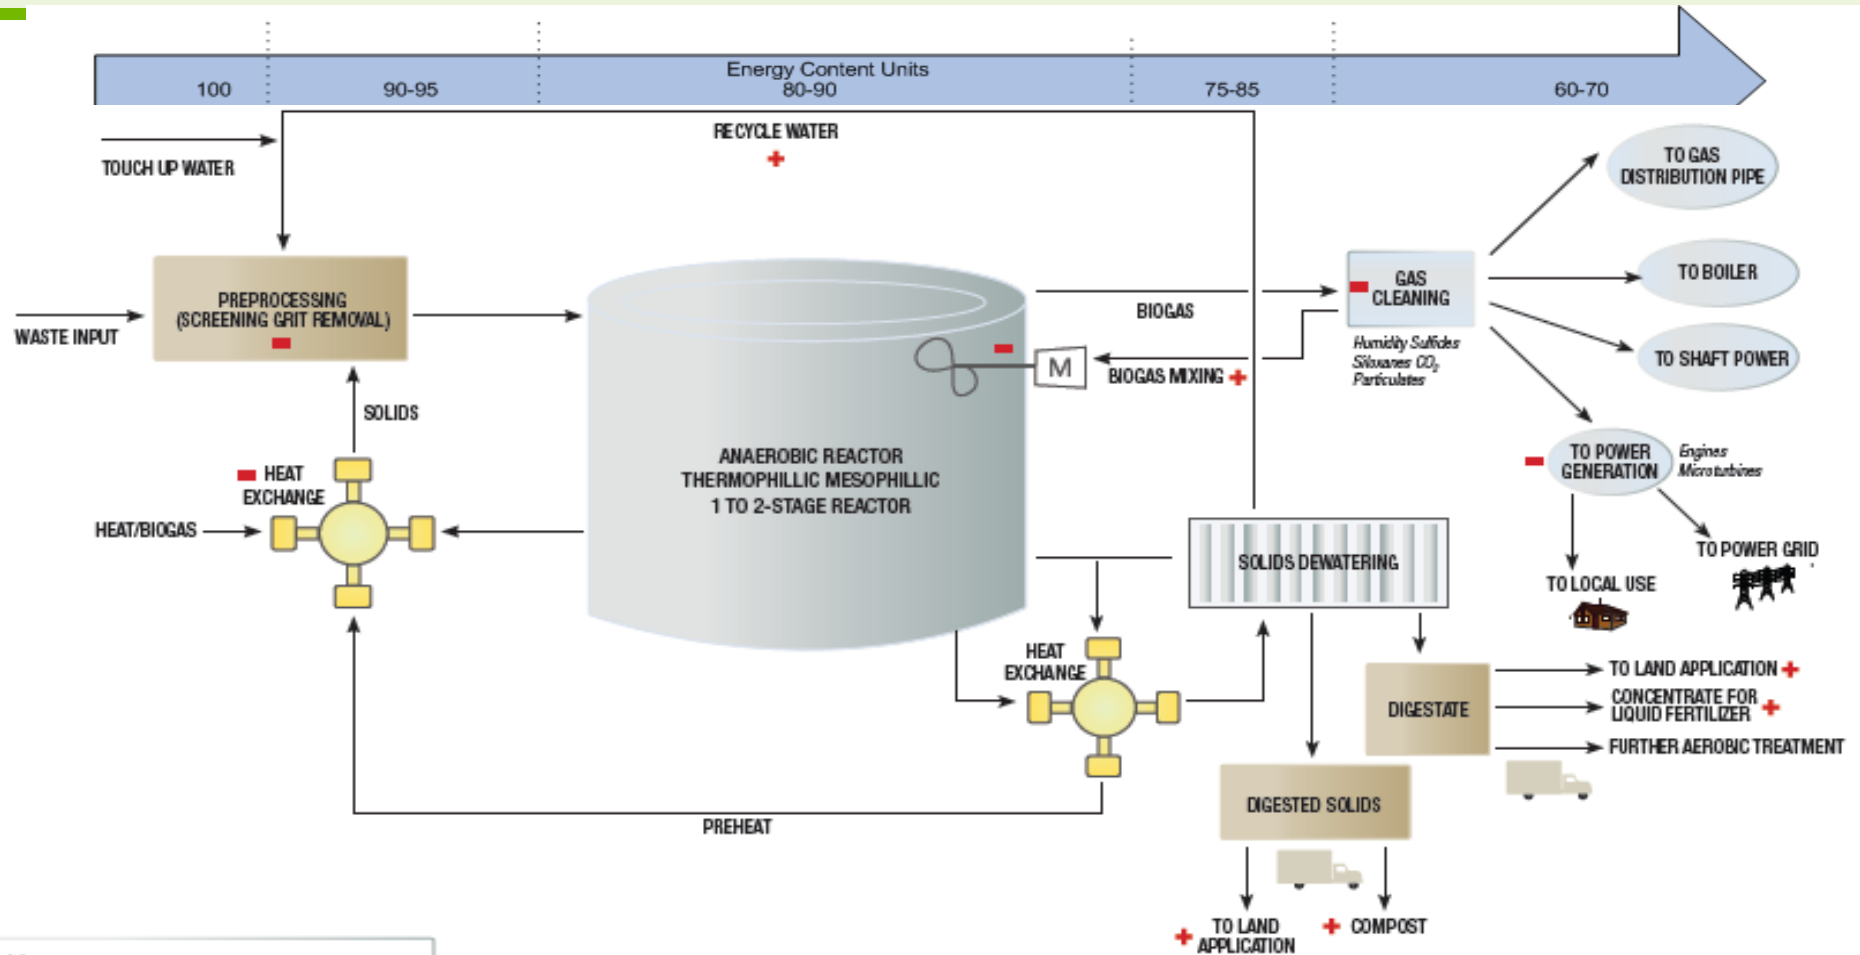 Energy Content Units
100
90-95
80-90
75-85
60-70
RECYCLE WATER
TOUCH UP WATER
TO GAS
DISTRIBUTION PIPE
PREPROCESSING
(SCREENING GRIT REMOVAL)
WASTE INPUT
BIOGAS
GAS
CLEANING
TO BOILER
Humidity Sulfides
Siloxanes CO₂
Particulates
TO SHAFT POWER
M
BIOGAS MIXING
SOLIDS
ANAEROBIC REACTOR
THERMOPHILLIC MESOPHILLIC
1 TO 2-STAGE REACTOR
TO POWER
GENERATION
Engines
Microturbines
HEAT
EXCHANGE
HEAT/BIOGAS
SOLIDS DEWATERING
TO POWER GRID
TO LOCAL USE
HEAT
EXCHANGE
DIGESTATE
TO LAND APPLICATION
CONCENTRATE FOR
LIQUID FERTILIZER
FURTHER AEROBIC TREATMENT
DIGESTED SOLIDS
PREHEAT
TO LAND
APPLICATION
COMPOST